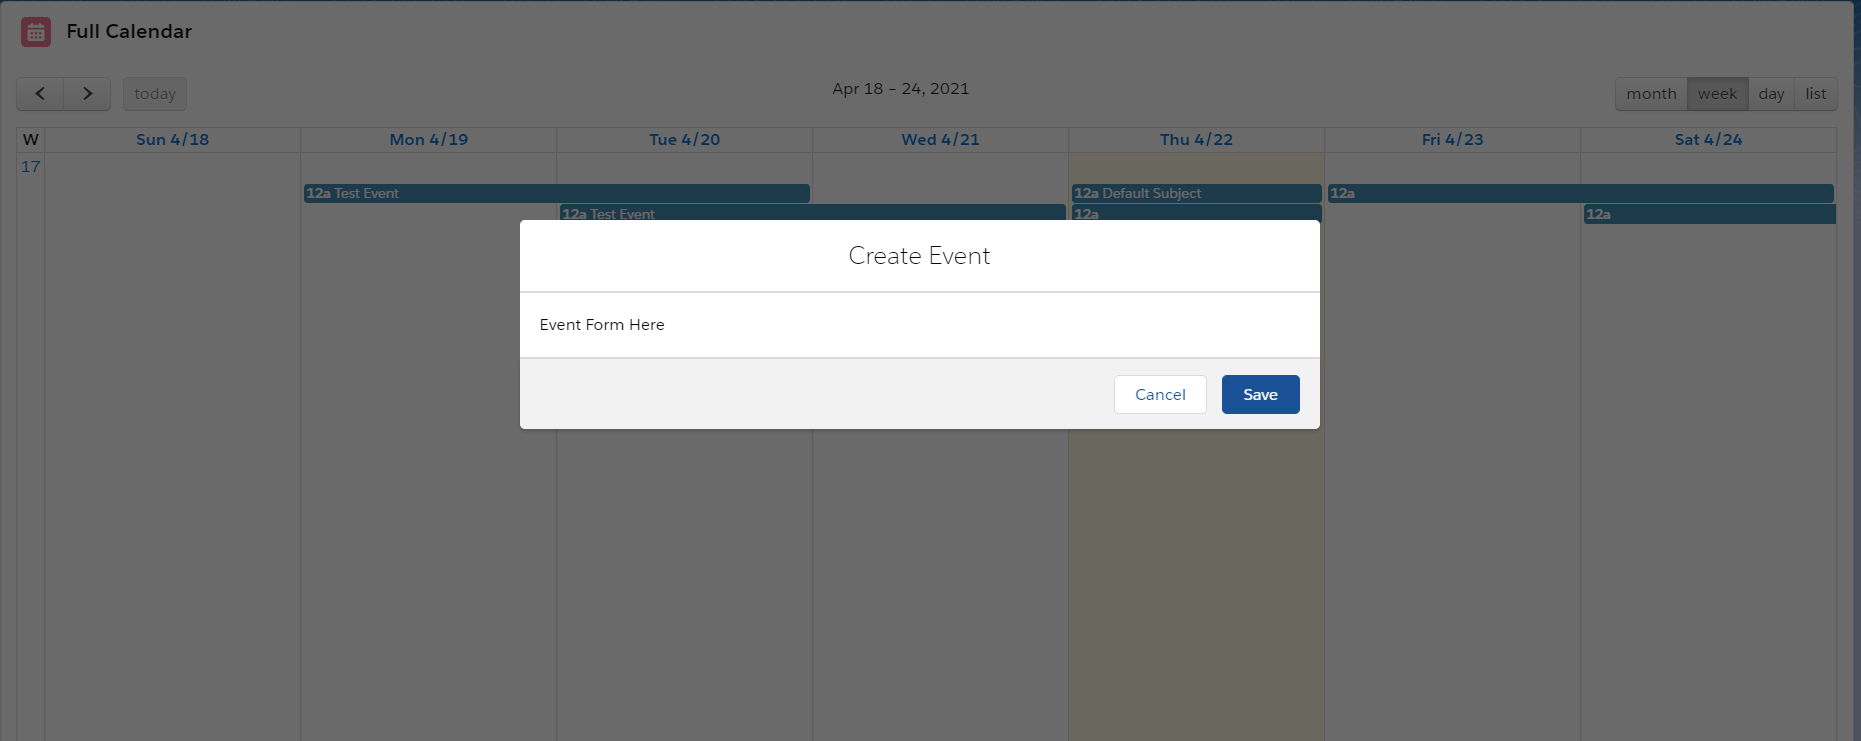 Full Calendar
today
Apr 18 – 24, 2021
month week day list
W Sun 4/18 Mon 4/19 Tue 4/20 Wed 4/21 Thu 4/22 Fri 4/23 Sat 4/24
17
12a Test Event 12a Default Subject 12a
12a Test Event 12a 12a
Create Event
Event Form Here
Cancel Save